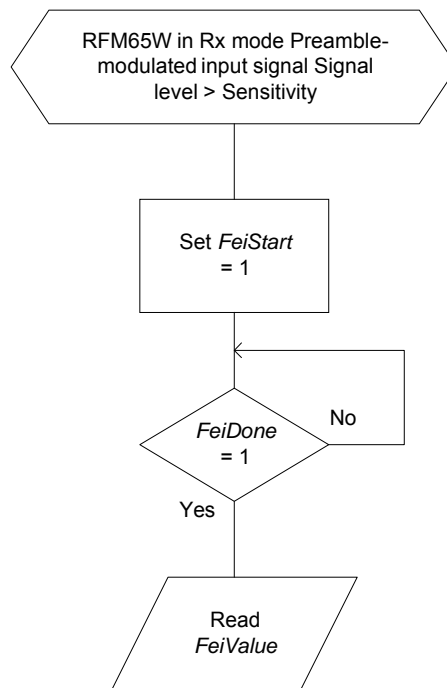 RFM65W in Rx mode Preamble-
modulated input signal Signal
level > Sensitivity
Set FeiStart
= 1
No
FeiDone
= 1
Yes
Read
FeiValue